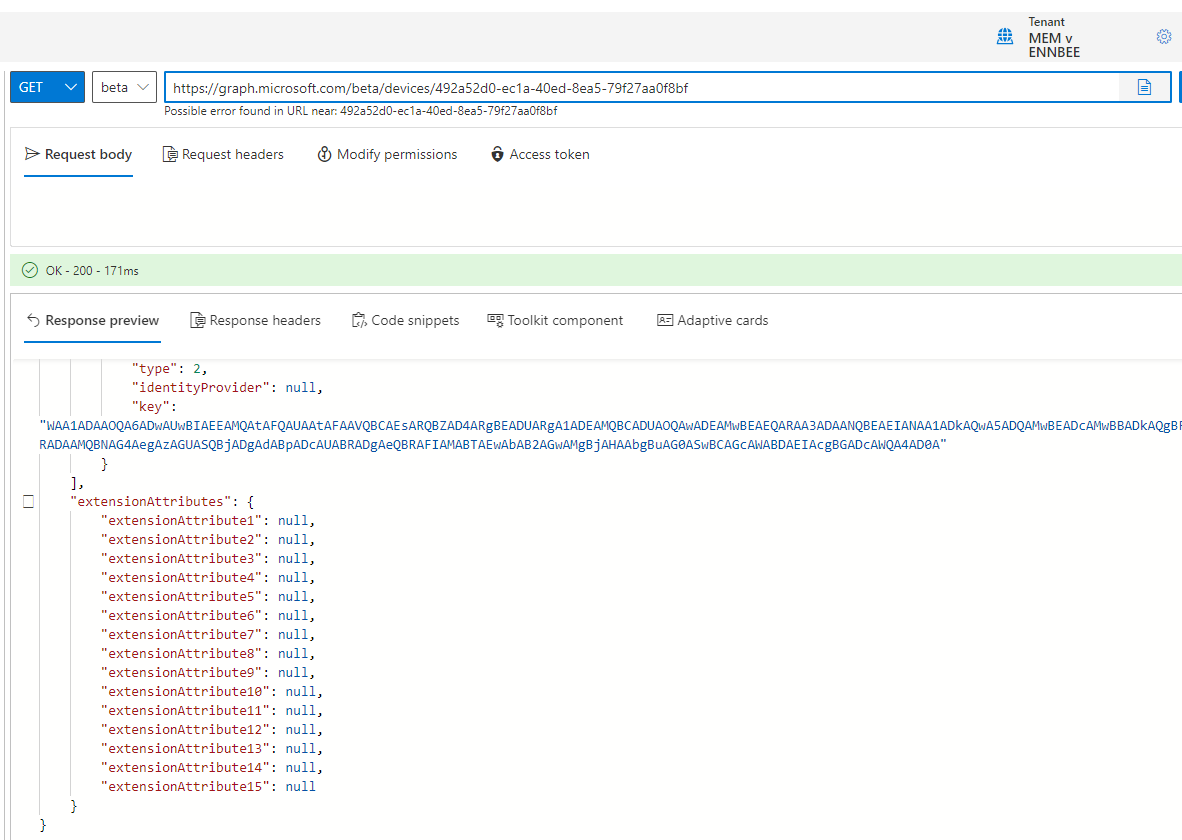 Tenant
MEM v
ENNBEE
GET beta https://graph.microsoft.com/beta/devices/492a52d0-ec1a-40ed-8ea5-79f27aa0f8bf
Possible error found in URL near: 492a52d0-ec1a-40ed-8ea5-79f27aa0f8bf
Request body Request headers Modify permissions Access token
OK - 200 - 171ms
Response preview Response headers Code snippets Toolkit component Adaptive cards
"type": 2,
"identityProvider": null,
"key":
"WAA1ADAAOQA6ADwAUwBIAEEAMQAtAFQAUAAtAFAAVQBCAEsARQBZAD4ARgBEADUARgA1ADEAMQBCADUAOQAwADEAMwBEAEQARAA3ADAANQBEAEIANAA1ADkAQwA5ADQAMwBEADcAMwBBADkAQgBF
RADAAMQBNAG4AegAzAGUASQBjADgAdABpADcAUABRADgAeQBRAFIAMABTAEwAbAB2AGwAMgBjAHAAbgBuAG0ASwBCAGcAWABDAEIAcgBGADcAWQA4AD0A"
}
],
"extensionAttributes": {
"extensionAttribute1": null,
"extensionAttribute2": null,
"extensionAttribute3": null,
"extensionAttribute4": null,
"extensionAttribute5": null,
"extensionAttribute6": null,
"extensionAttribute7": null,
"extensionAttribute8": null,
"extensionAttribute9": null,
"extensionAttribute10": null,
"extensionAttribute11": null,
"extensionAttribute12": null,
"extensionAttribute13": null,
"extensionAttribute14": null,
"extensionAttribute15": null
}
}